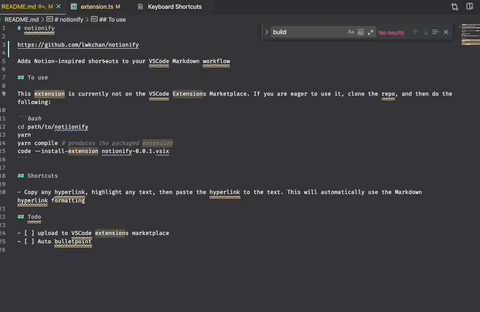 README.md 9+, M
extension.ts M
Keyboard Shortcuts
README.md > # notionify > ## To use
build
Aa
No results
1 # notionify
2
3 https://github.com/lwkchan/notionify
4
5 Adds Notion-inspired shortcuts to your VSCode Markdown workflow
6
7 ## To use
8
9 This extension is currently not on the VSCode Extensions Marketplace. If you are eager to use it, clone the repo, and then do the
following:
10
11 ```bash
12 cd path/to/notiionify
13 yarn
14 yarn compile # produces the packaged extension
15 code --install-extension notionify-0.0.1.vsix
16 ```
17
18 ## Shortcuts
19
20 - Copy any hyperlink, highlight any text, then paste the hyperlink to the text. This will automatically use the Markdown
hyperlink formatting
21
22 ## Todo
23
24 - [ ] upload to VSCode extensions marketplace
25 - [ ] Auto bulletpoint
26